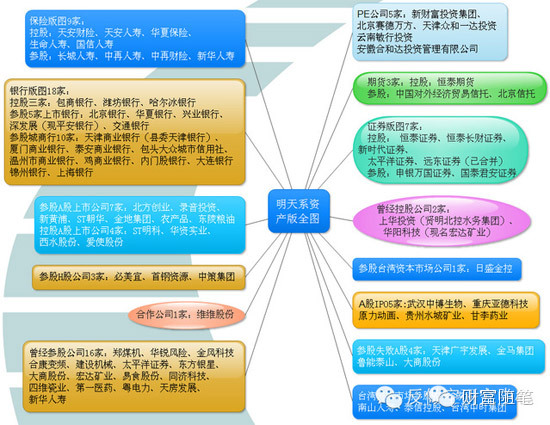 保险版图9家：
控股：天安财险、天安人寿、华夏保险、
生命人寿、国信人寿
参股：长城人寿、中再人寿、中再财险、新华人寿
银行版图18家：
控股三家：包商银行、潍坊银行、哈尔冰银行
参股5家上市银行：北京银行、华夏银行、兴业银行、
深发展（现平安银行）、交通银行
参股城商行10家，天津商业银行（县委天津银行）、
厦门商业银行、泰安商业银行、包头大众城市信用社、
温州市商业银行、鸡商业银行、内门股银行、大连银行
锦州银行、上海银行
参股A股上市公司7家，北方创业、录音投资、
新黄浦、ST朝华、金地集团、农产品、东陵粮油
控股A股上市公司4家，ST明科、华资实业、
西水股份、爱使股份
参股H股公司3家，必美宜、首钢资源、中策集团
合作公司1家，维维股份
曾经参股公司16家，郑煤机、华锐风险、金风科技
合康变频、建设机械、太平洋证券、东方银星、
大商股份、宏达矿业、易食股份、同济科技、
四维瓷业、第一医药、粤电力、天房发展、
新华人寿
明天系资
产版全图
PE公司5家：新财富投资集团、
北京赛德万方、天津众和一达投资
云南敏行投资
安徽合和达投资管理有限公司
期货3家，控股：恒泰期货
参股：中国对外经济贸易信托、北京信托
证券版图7家，
控股：恒泰证券、恒泰长财证券、
新时代证券、
太平洋证券、远东证券（已合并）
参股：申银万国证券、国泰君安证券
曾经控股公司2家；
上华投资（贤明北控水务集团）、
华阳科技（现名宏达矿业）
参股台湾资本市场公司1家，日盛金控
A股IPO5家：武汉中博生物、重庆亚德科技
原力动画、贵州水城矿业、甘李药业
参股失败A股4家，天津广宇发展、金马集团
鲁能泰山、大商股份
南山人寿、泰信控股、台湾中时集团
财富随笔